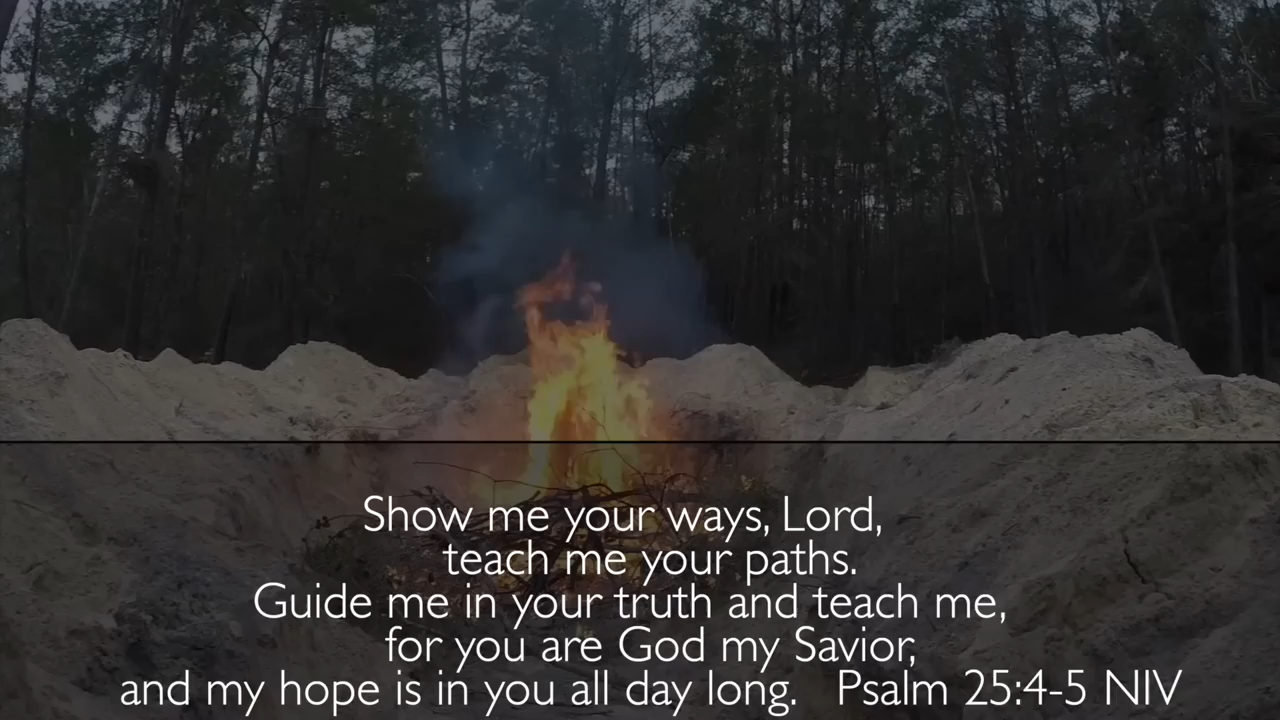 Show me your ways, Lord,
teach me your paths.
Guide me in your truth and teach me,
for you are God my Savior,
and my hope is in you all day long. Psalm 25:4-5 NIV